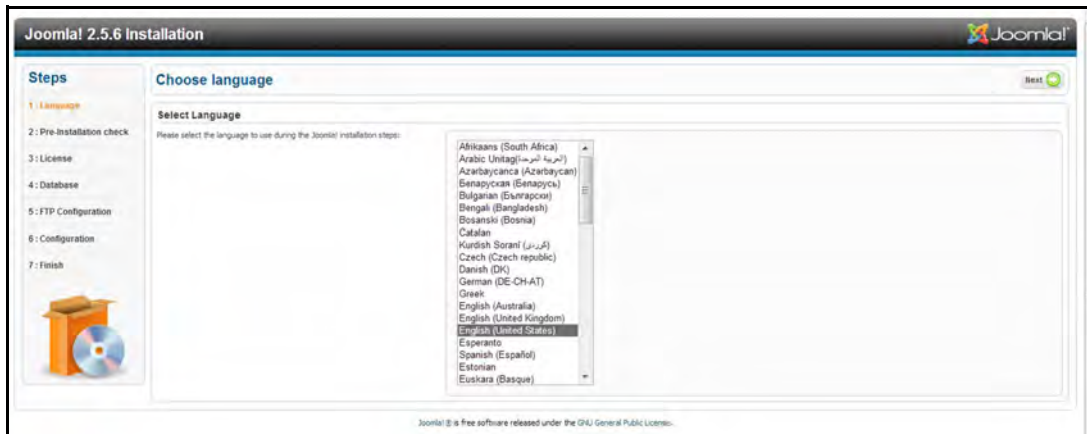 Joomla! 2.5.6 Installation
Joomla!
Steps
1 : Language
2 : Pre-Installation check
3 : License
4 : Database
5 : FTP Configuration
6 : Configuration
7 : Finish
Choose language
Next
Select Language
Please select the language to use during the Joomla! installation steps:
Afrikaans (South Africa)
Arabic Unitag(العربية الموحدة)
Azərbaycanca (Azərbaycan)
Беларуская (Беларусь)
Bulgarian (Български)
Bengali (Bangladesh)
Bosanski (Bosnia)
Catalan
Kurdish Soranî (کوردی)
Czech (Czech republic)
Danish (DK)
German (DE-CH-AT)
Greek
English (Australia)
English (United Kingdom)
English (United States)
Esperanto
Spanish (Español)
Estonian
Euskara (Basque)
Joomla! ® is free software released under the GNU General Public License.